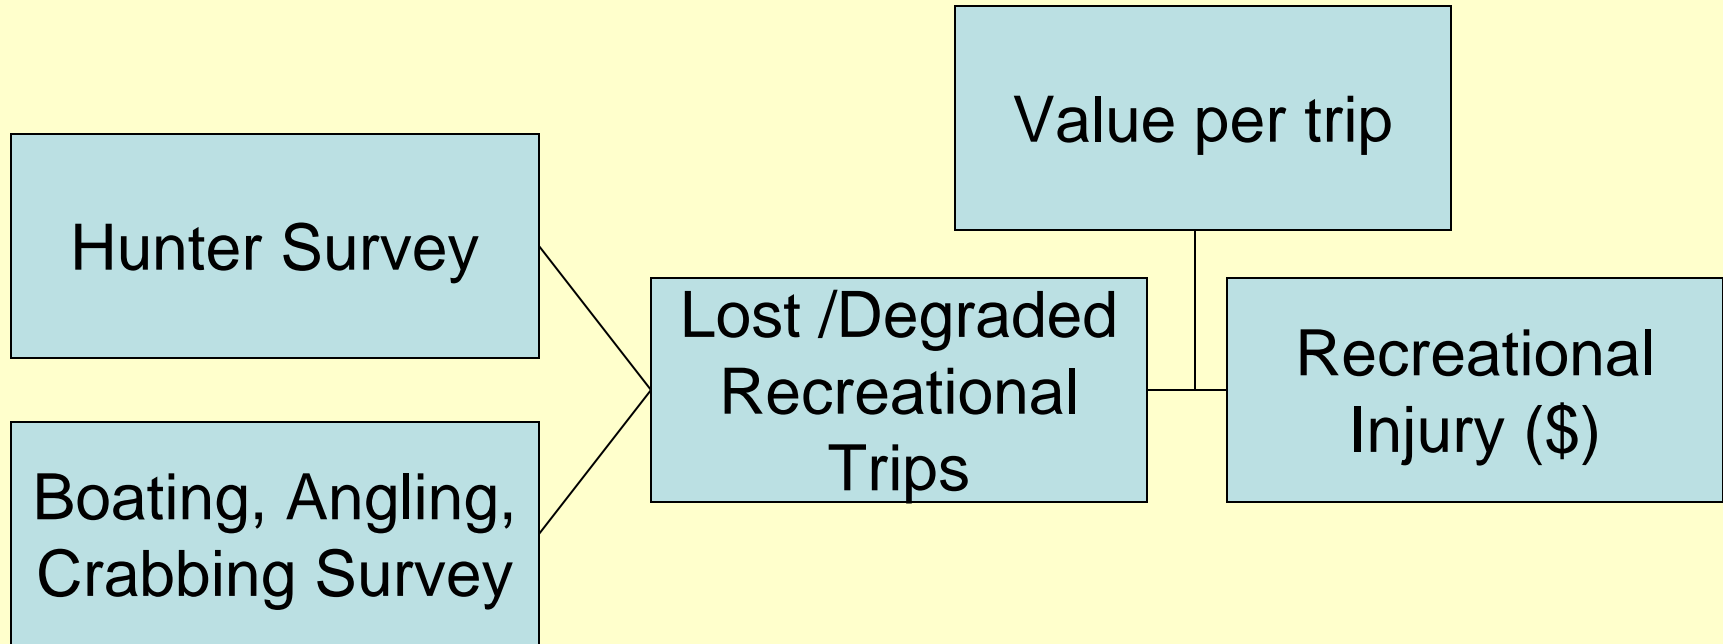 Value per trip
Hunter Survey
Lost /Degraded
Recreational
Trips
Recreational
Injury ($)
Boating, Angling,
Crabbing Survey